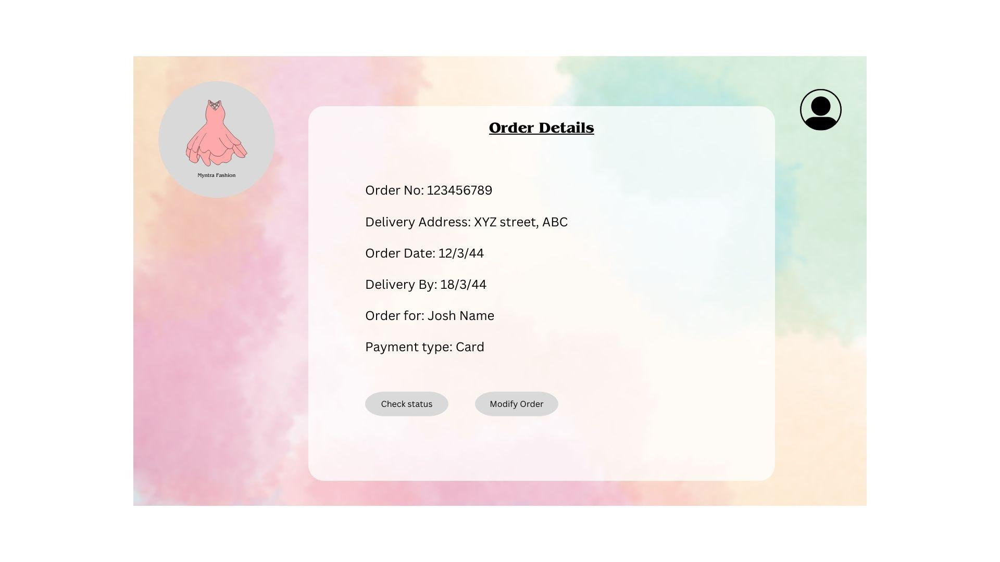 Myntra Fashion
Order Details
Order No: 123456789
Delivery Address: XYZ street, ABC
Order Date: 12/3/44
Delivery By: 18/3/44
Order for: Josh Name
Payment type: Card
Check status
Modify Order